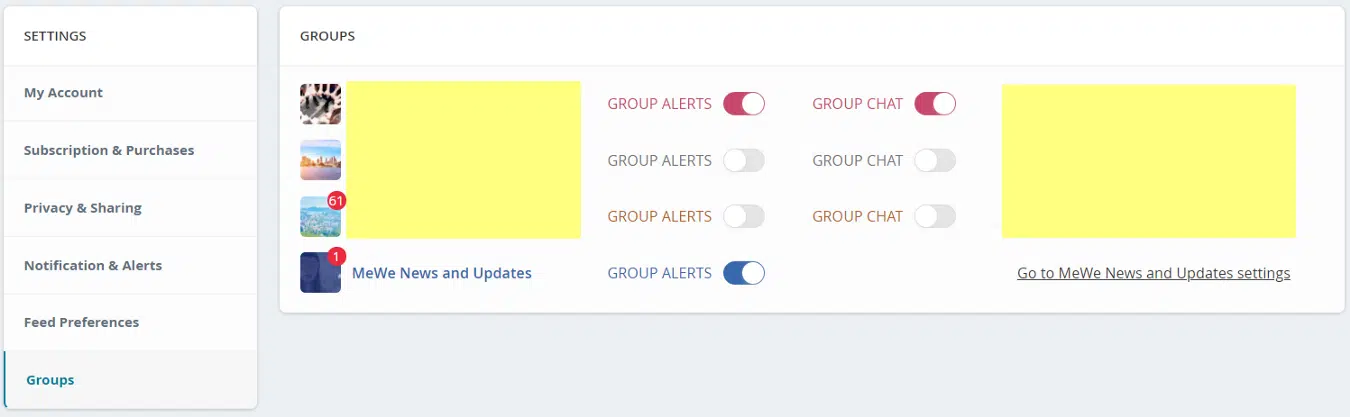 SETTINGS
My Account
Subscription & Purchases
Privacy & Sharing
Notification & Alerts
Feed Preferences
Groups
GROUPS
GROUP ALERTS GROUP CHAT
GROUP ALERTS GROUP CHAT
61 GROUP ALERTS GROUP CHAT
1 MeWe News and Updates GROUP ALERTS Go to MeWe News and Updates settings